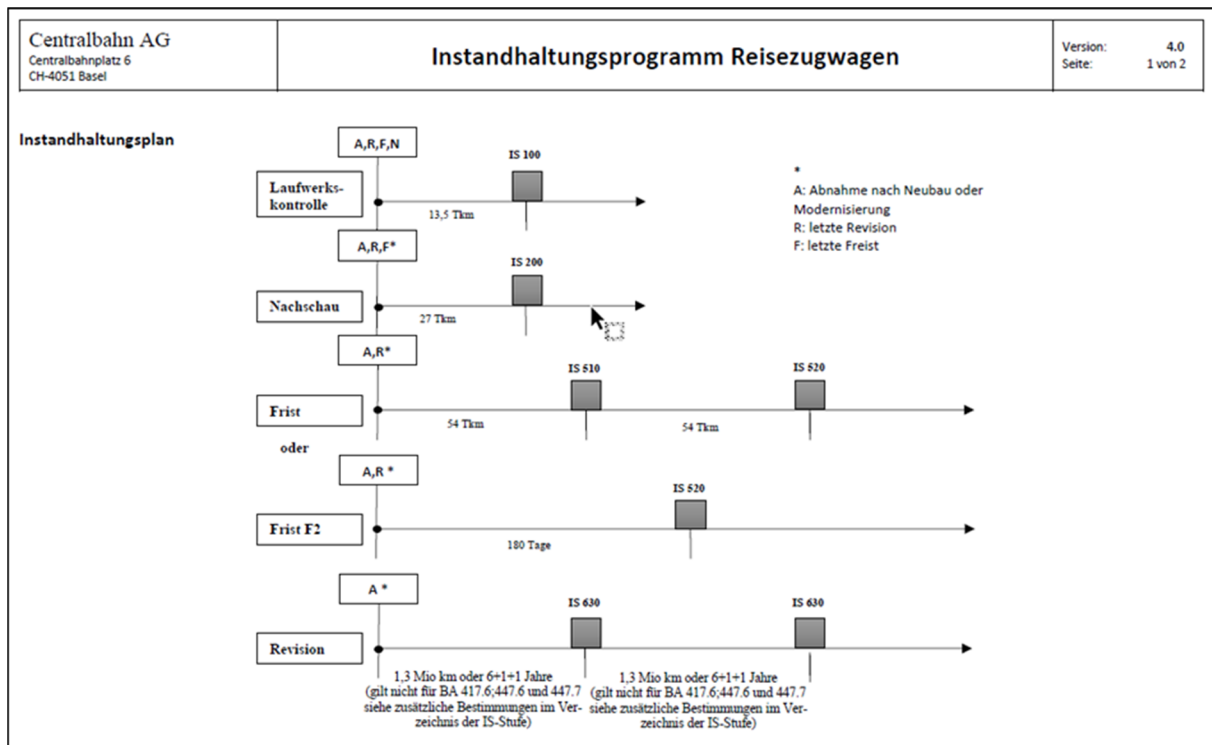 Centralbahn AG
Centralbahnplatz 6
CH-4051 Basel
Instandhaltungsprogramm Reisezugwagen
Version: 4.0
Seite: 1 von 2
Instandhaltungsplan
A,R,F,N
IS 100
Laufwerks-
kontrolle
13,5 Tkm
*
A: Abnahme nach Neubau oder
Modernisierung
R: letzte Revision
F: letzte Freist
A,R,F*
IS 200
Nachschau
27 Tkm
A,R*
IS 510
IS 520
Frist
54 Tkm
54 Tkm
oder
A,R *
IS 520
Frist F2
180 Tage
A *
IS 630
IS 630
Revision
1,3 Mio km oder 6+1+1 Jahre
(gilt nicht für BA 417.6;447.6 und 447.7
siehe zusätzliche Bestimmungen im Ver-
zeichnis der IS-Stufe)
1,3 Mio km oder 6+1+1 Jahre
(gilt nicht für BA 417.6;447.6 und 447.7
siehe zusätzliche Bestimmungen im Ver-
zeichnis der IS-Stufe)